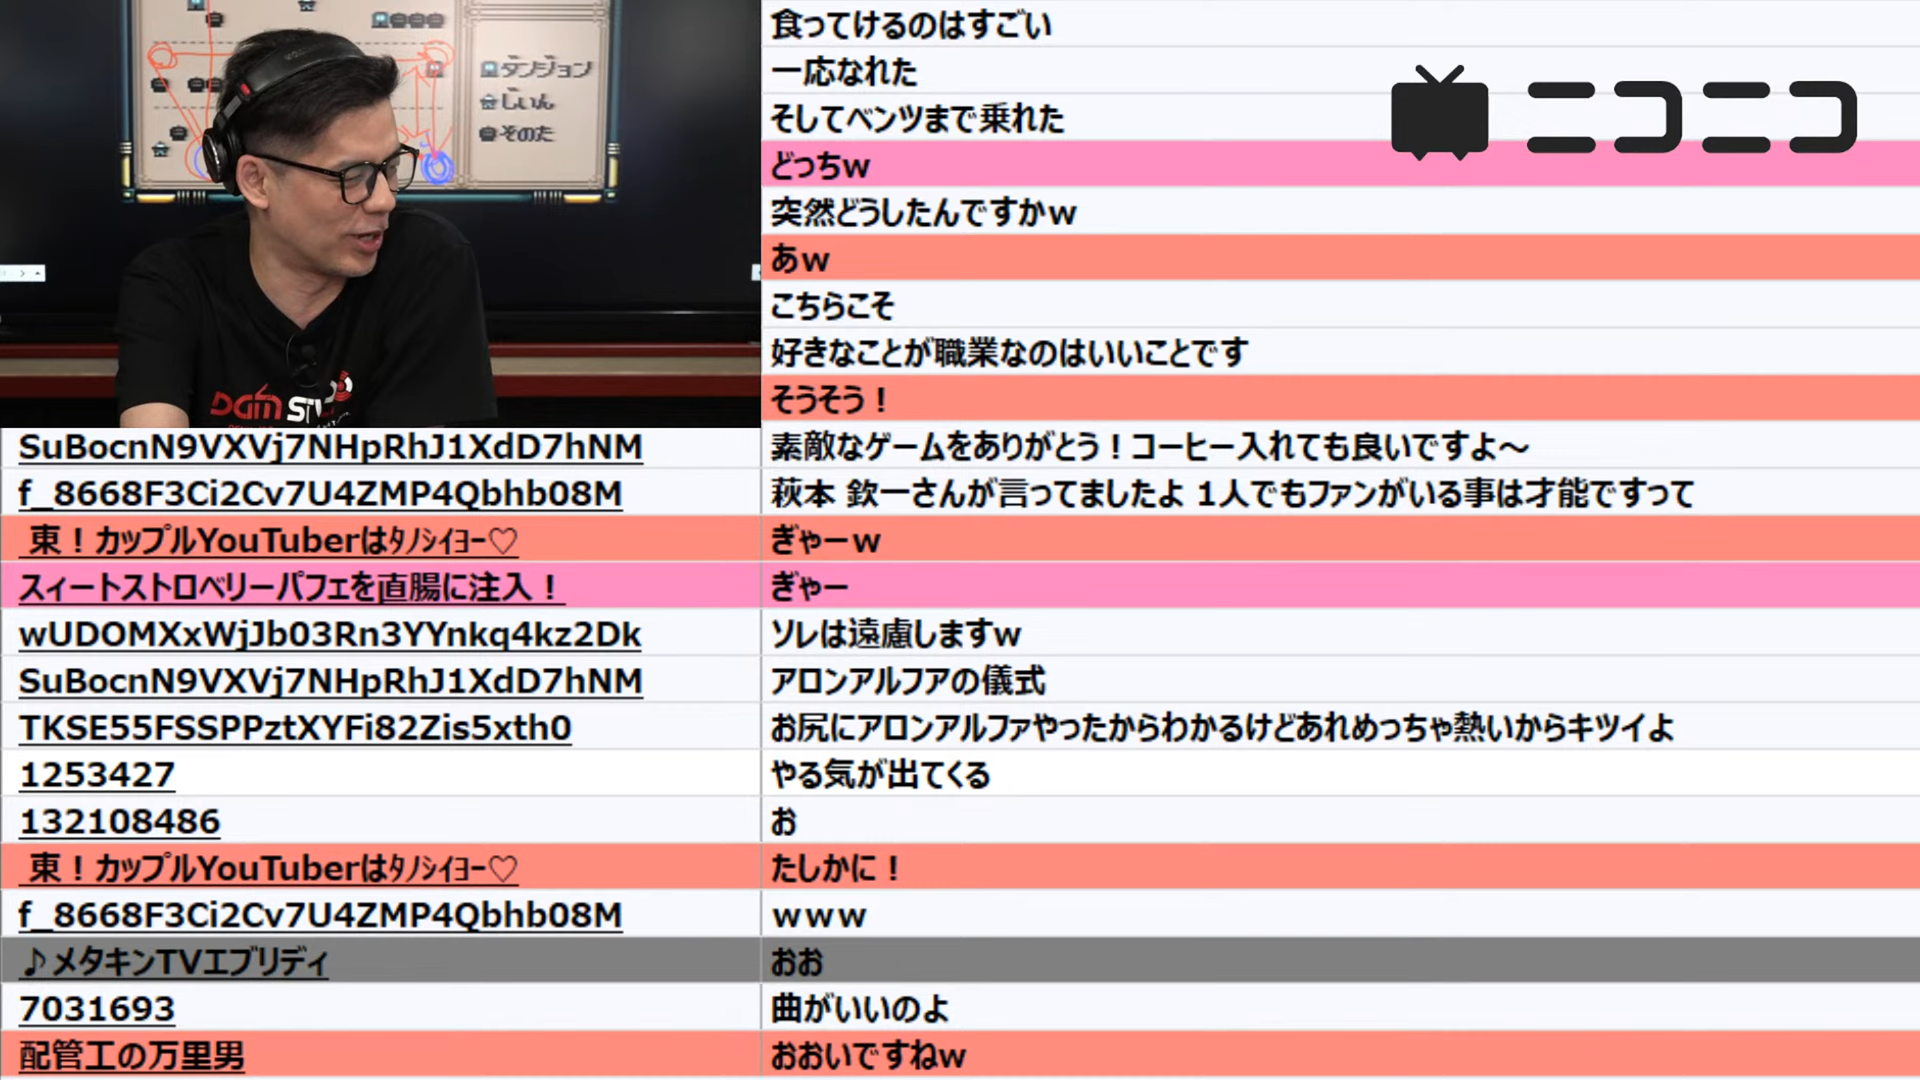 ダンジョン
じいん
そのた
DGM STUDIO
ニコニコ
食ってけるのはすごい
一応なれた
そしてベンツまで乗れた
どっちw
突然どうしたんですかw
あw
こちらこそ
好きなことが職業なのはいいことです
そうそう！
SuBocnN9VXVj7NHpRhJ1XdD7hNM 素敵なゲームをありがとう！コーヒー入れても良いですよ～
f_8668F3Ci2Cv7U4ZMP4Qbhb08M 萩本 欽一さんが言ってましたよ 1人でもファンがいる事は才能ですって
東！カップルYouTuberはﾀﾉｼｲﾖｰ♡ ぎゃーw
スィートストロベリーパフェを直腸に注入！ ぎゃー
wUDOMXxWjJb03Rn3YYnkq4kz2Dk ソレは遠慮しますw
SuBocnN9VXVj7NHpRhJ1XdD7hNM アロンアルフアの儀式
TKSE55FSSPPztXYFi82Zis5xth0 お尻にアロンアルファやったからわかるけどあれめっちゃ熱いからキツイよ
1253427 やる気が出てくる
132108486 お
東！カップルYouTuberはﾀﾉｼｲﾖｰ♡ たしかに！
f_8668F3Ci2Cv7U4ZMP4Qbhb08M ｗｗｗ
♪メタキンTVエブリディ おお
7031693 曲がいいのよ
配管工の万里男 おおいですねw